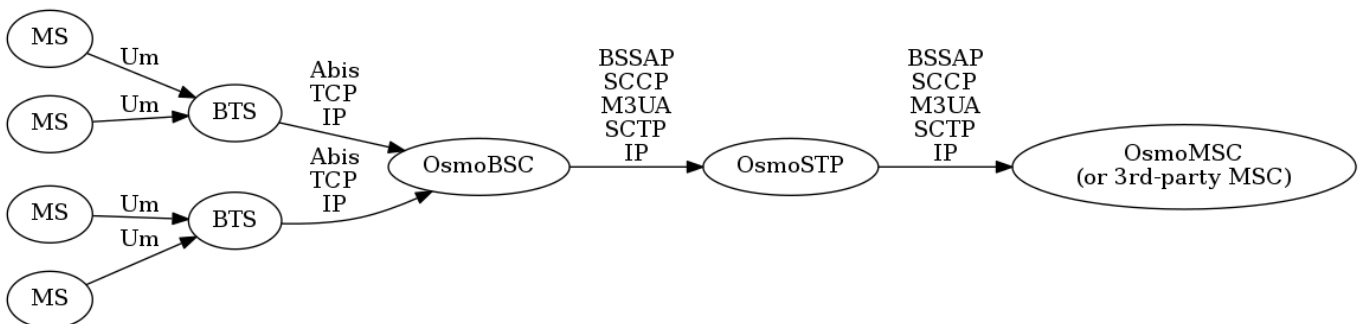 MS
Um
MS
Um
BTS
Abis
TCP
IP
MS
Um
MS
Um
BTS
Abis
TCP
IP
OsmoBSC
BSSAP
SCCP
M3UA
SCTP
IP
OsmoSTP
BSSAP
SCCP
M3UA
SCTP
IP
OsmoMSC
(or 3rd-party MSC)